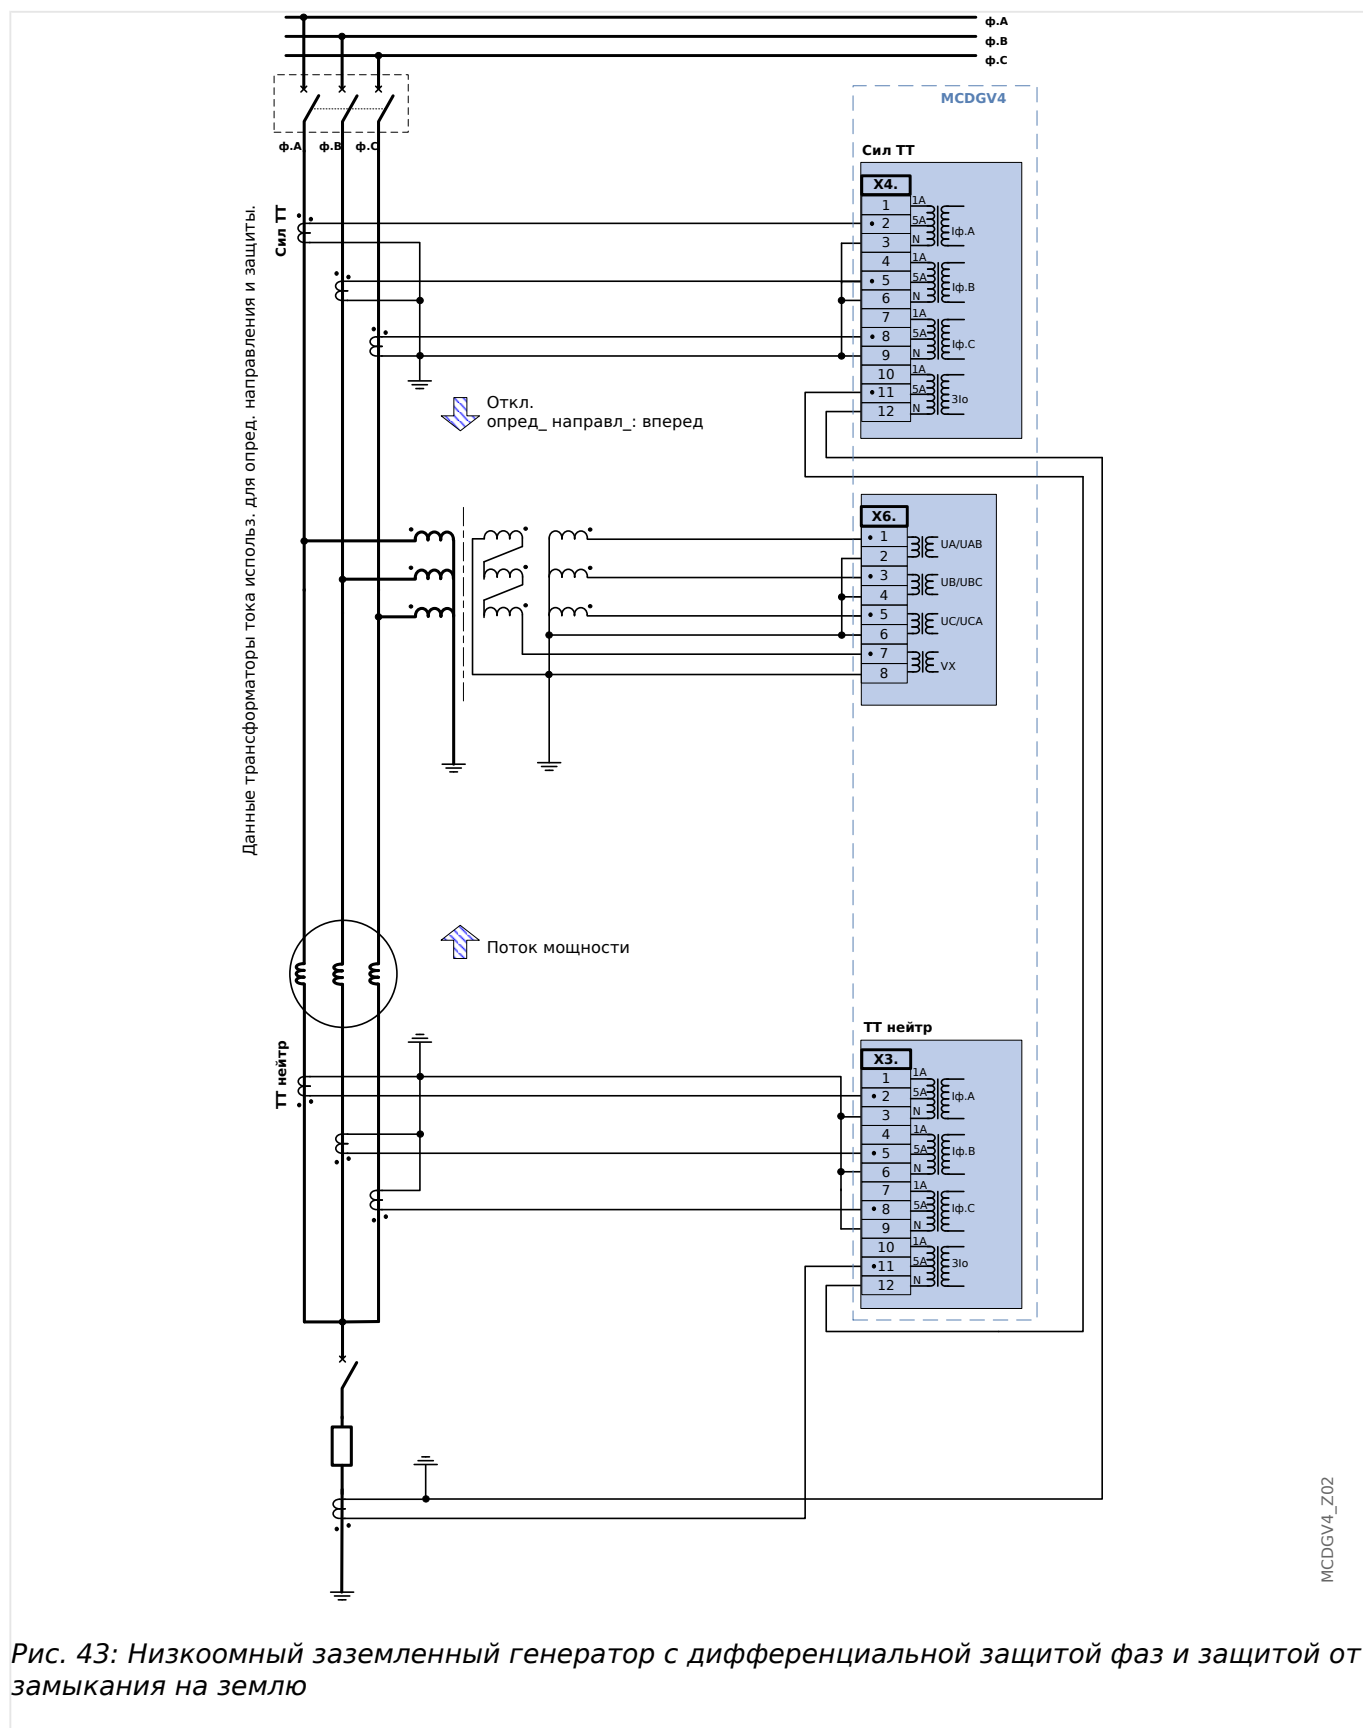 ф.A
ф.B
ф.C
MCDGV4
ф.A
ф.B
ф.C
Сил ТТ
X4.
1
1A
2
5A
Iф.A
3
N
4
1A
5
5A
Iф.B
6
N
7
1A
8
5A
Iф.C
9
N
10
1A
11
5A
3Io
12
N
Сил ТТ
Данные трансформаторы тока использ. для опред. направления и защиты.
Откл.
опред_ направл_: вперед
X6.
1
UA/UAB
2
3
UB/UBC
4
5
UC/UCA
6
7
VX
8
Поток мощности
ТТ нейтр
ТТ нейтр
X3.
1
1A
2
5A
Iф.A
3
N
4
1A
5
5A
Iф.B
6
N
7
1A
8
5A
Iф.C
9
N
10
1A
11
5A
3Io
12
N
MCDGV4_Z02
Рис. 43: Низкоомный заземленный генератор с дифференциальной защитой фаз и защитой от
замыкания на землю